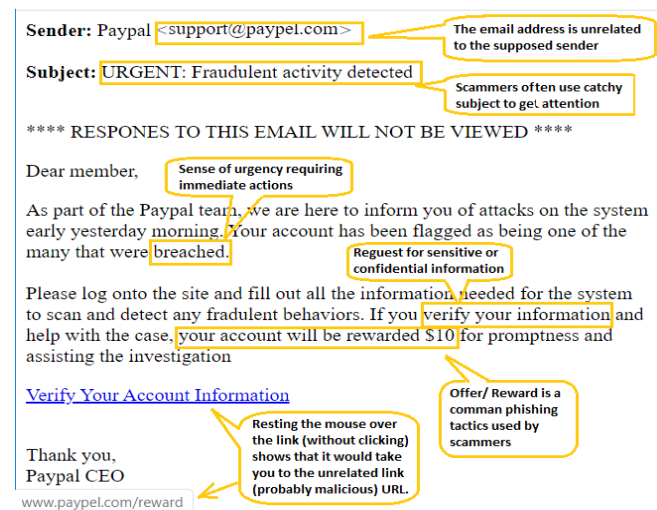 Sender: Paypal <support@paypel.com>
The email address is unrelated
to the supposed sender
Subject: URGENT: Fraudulent activity detected
Scammers often use catchy
subject to get attention
**** RESPONES TO THIS EMAIL WILL NOT BE VIEWED ****
Dear member,
Sense of urgency requiring
immediate actions
As part of the Paypal team, we are here to inform you of attacks on the system
early yesterday morning. Your account has been flagged as being one of the
many that were breached.
Reguest for sensitive or
confidential information
Please log onto the site and fill out all the information needed for the system
to scan and detect any fradulent behaviors. If you verify your information and
help with the case, your account will be rewarded $10 for promptness and
assisting the investigation
Verify Your Account Information
Offer/ Reward is a
comman phishing
tactics used by
scammers
Resting the mouse over
the link (without clicking)
shows that it would take
you to the unrelated link
(probably malicious) URL.
Thank you,
Paypal CEO
www.paypel.com/reward